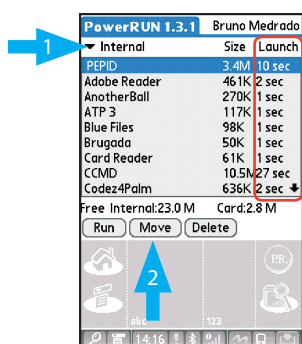 PowerRUN 1.3.1 Bruno Medrado
1 Internal Size Launch
PEPID 3.4M 10 sec
Adobe Reader 461K 2 sec
AnotherBall 270K 1 sec
ATP 3 117K 1 sec
Blue Files 98K 1 sec
Brugada 50K 1 sec
Card Reader 61K 1 sec
CCMD 10.5M 27 sec
Codez4Palm 636K 2 sec
Free Internal:23.0 M Card:2.8 M
Run Move Delete
P.R.
2
abc 123
14:16